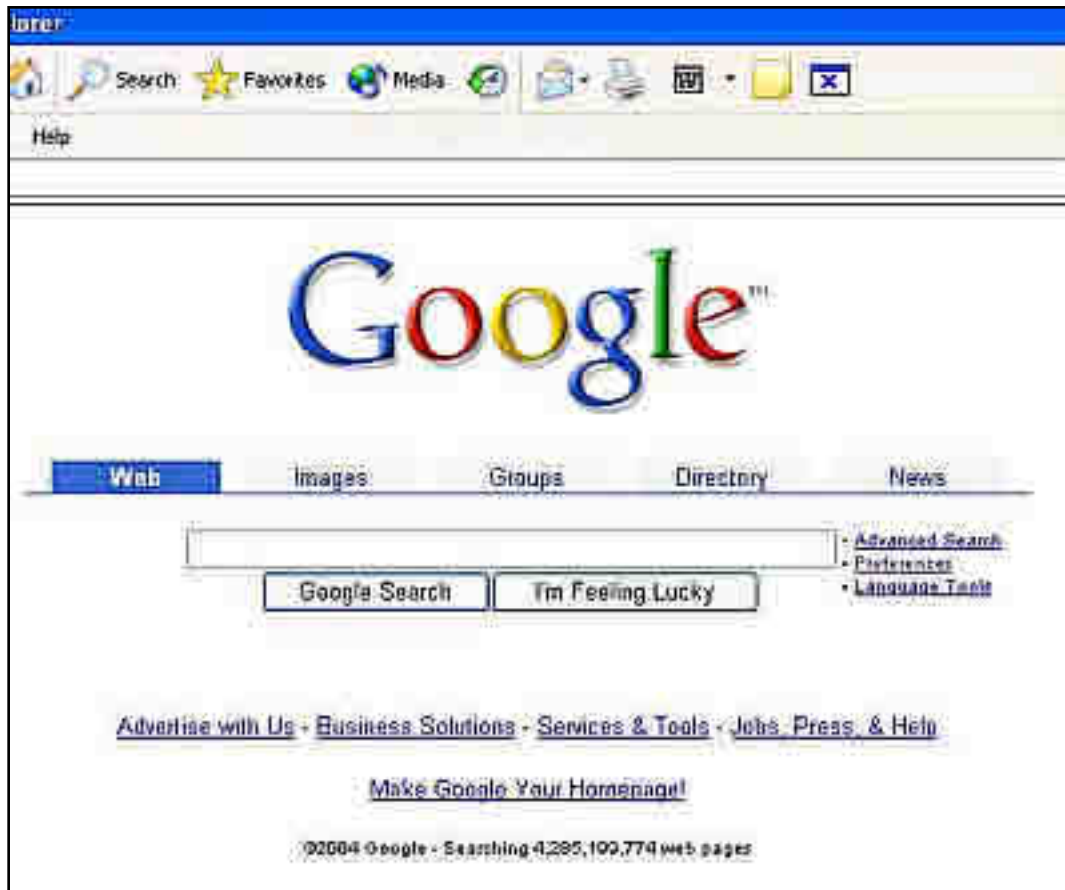 lorer
Search Favorites Media
Help
Google™
Web Images Groups Directory News
• Advanced Search
• Preferences
• Language Tools
Google Search I'm Feeling Lucky
Advertise with Us - Business Solutions - Services & Tools - Jobs, Press, & Help
Make Google Your Homepage!
©2004 Google - Searching 4,285,199,774 web pages